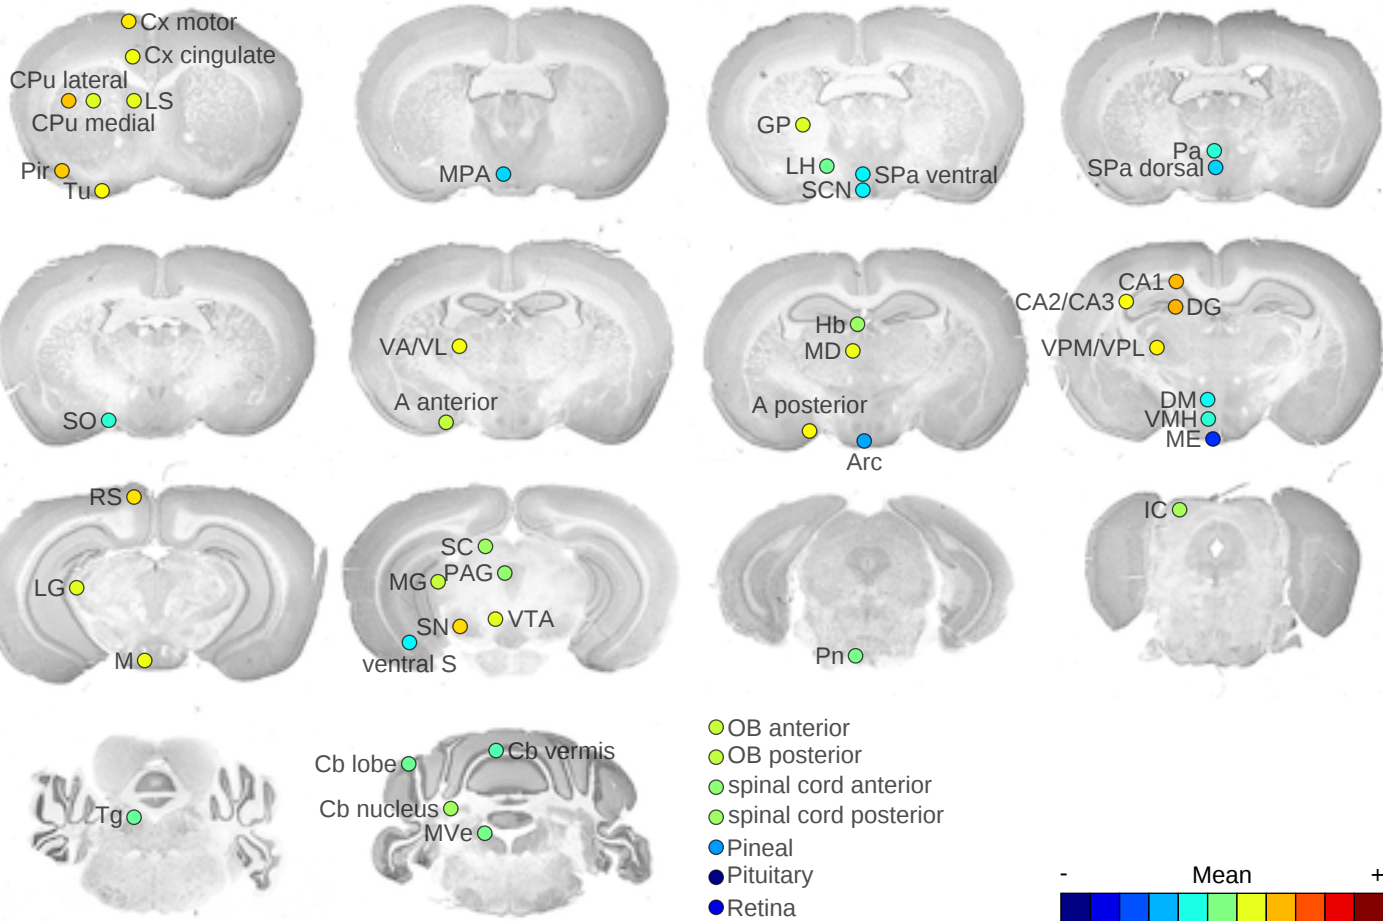 Cx motor
Cx cingulate
CPu lateral
LS
CPu medial
Pir
Tu
MPA
GP
LH
SPa ventral
SCN
Pa
SPa dorsal
SO
VA/VL
A anterior
Hb
MD
A posterior
Arc
CA1
CA2/CA3
DG
VPM/VPL
DM
VMH
ME
RS
LG
M
SC
PAG
MG
SN
VTA
ventral S
Pn
IC
Tg
Cb lobe
Cb vermis
Cb nucleus
MVe
OB anterior
OB posterior
spinal cord anterior
spinal cord posterior
Pineal
Pituitary
Retina
- Mean +